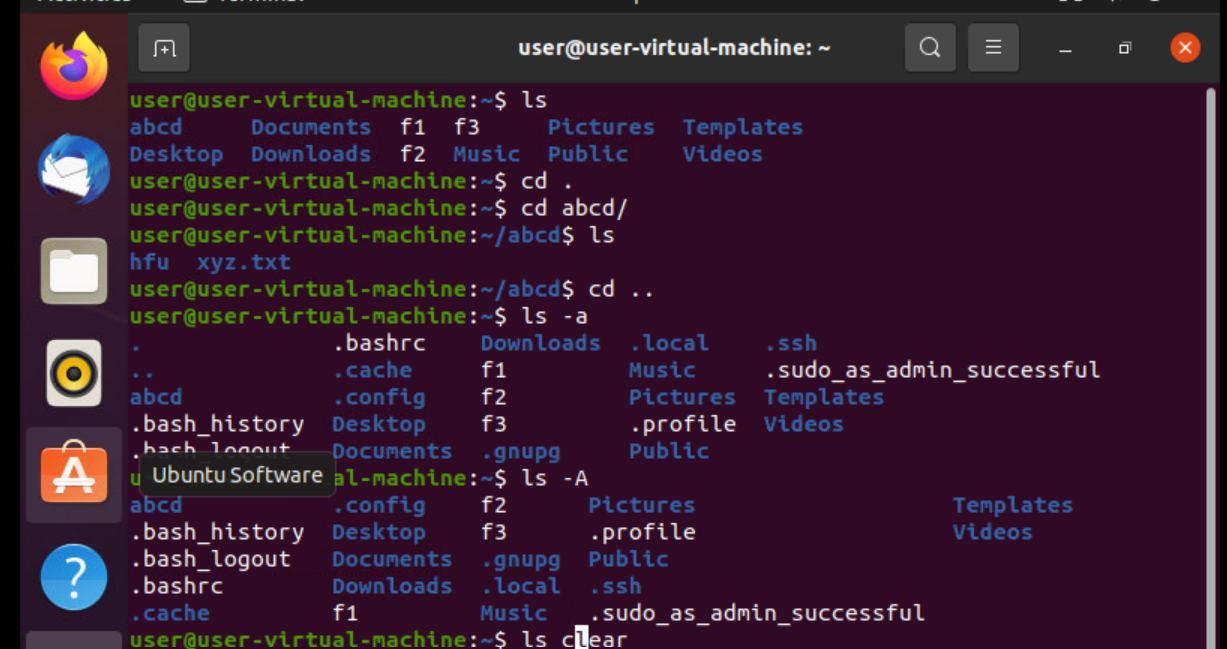 user@user-virtual-machine: ~
user@user-virtual-machine:~$ ls
abcd Documents f1 f3 Pictures Templates
Desktop Downloads f2 Music Public Videos
user@user-virtual-machine:~$ cd .
user@user-virtual-machine:~$ cd abcd/
user@user-virtual-machine:~/abcd$ ls
hfu xyz.txt
user@user-virtual-machine:~/abcd$ cd ..
user@user-virtual-machine:~$ ls -a
. .bashrc Downloads .local .ssh
.. .cache f1 Music .sudo_as_admin_successful
abcd .config f2 Pictures Templates
.bash_history Desktop f3 .profile Videos
.bash_logout Documents .gnupg Public
Ubuntu Software
al-machine:~$ ls -A
abcd .config f2 Pictures Templates
.bash_history Desktop f3 .profile Videos
.bash_logout Documents .gnupg Public
.bashrc Downloads .local .ssh
.cache f1 Music .sudo_as_admin_successful
user@user-virtual-machine:~$ ls clear